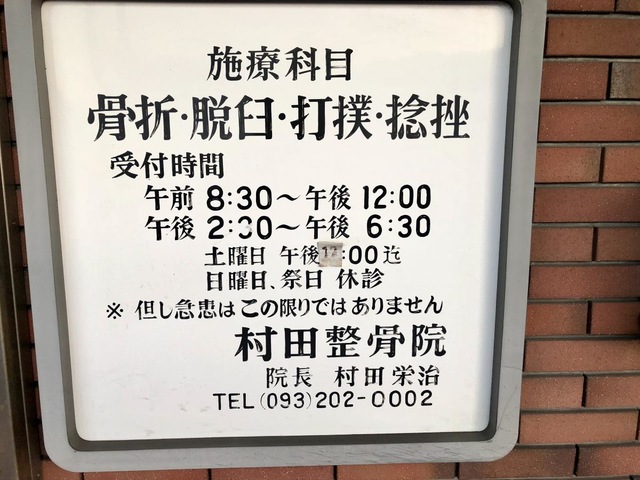 施療科目
骨折・脱臼・打撲・捻挫
受付時間
午前 8:30～午後 12:00
午後 2:30～午後 6:30
土曜日 午後12:00迄
日曜日、祭日 休診
※ 但し急患はこの限りではありません
村田整骨院
院長 村田栄治
TEL(093)202-0002